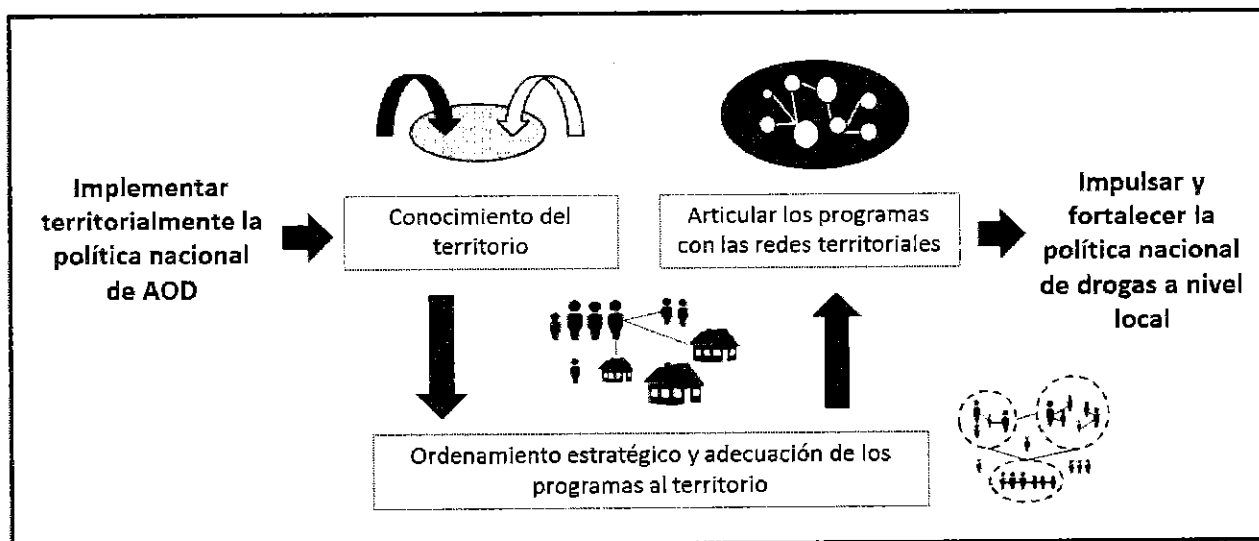 Implementar
territorialmente la
política nacional
de AOD
Conocimiento del
territorio
Ordenamiento estratégico y adecuación de los
programas al territorio
Articular los programas
con las redes territoriales
Impulsar y
fortalecer la
política nacional
de drogas a nivel
local